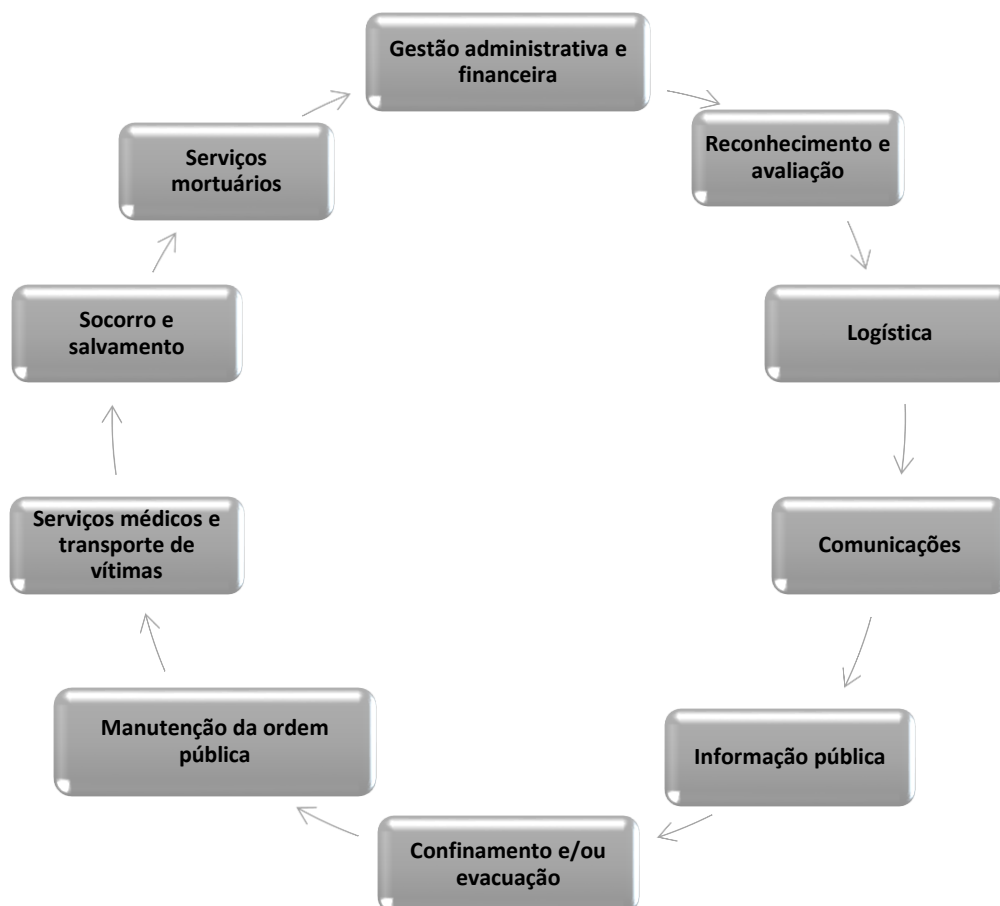 Gestão administrativa e
financeira
Reconhecimento e
avaliação
Logística
Comunicações
Informação pública
Confinamento e/ou
evacuação
Manutenção da ordem
pública
Serviços médicos e
transporte de
vítimas
Socorro e
salvamento
Serviços
mortuários